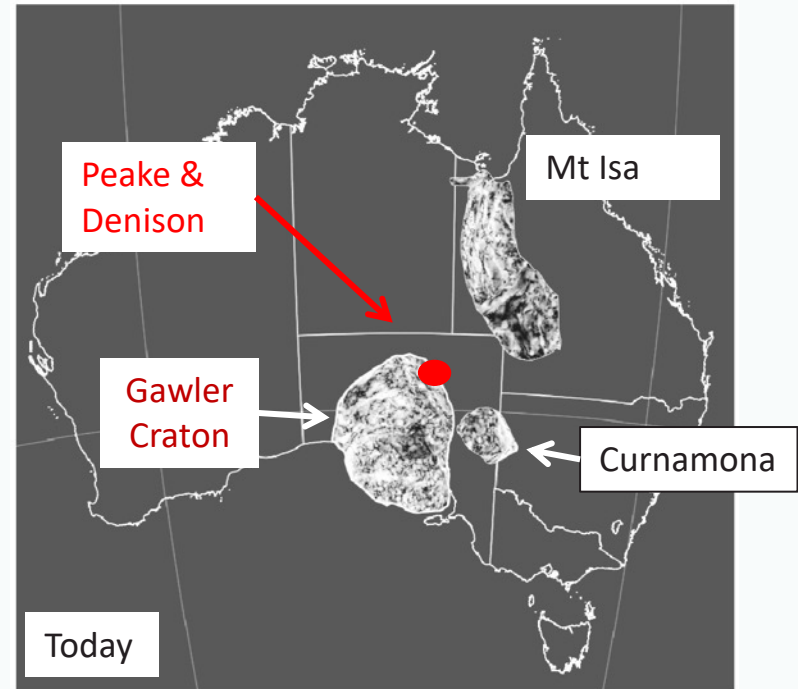 Mt Isa
Peake &
Denison
Gawler
Craton
Curnamona
Today